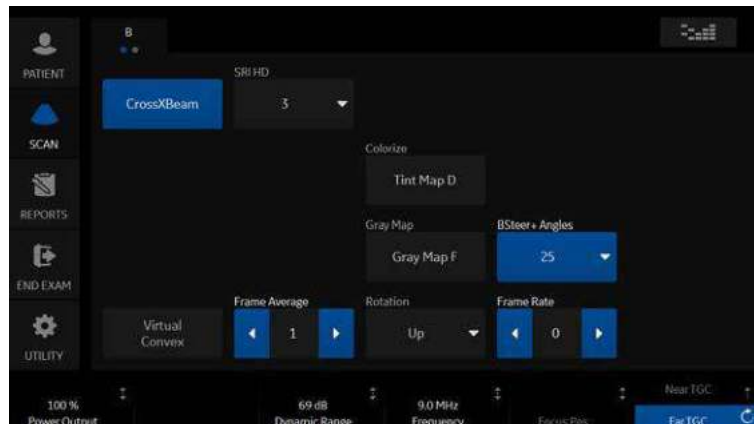 B
PATIENT
SRI HD
CrossXBeam
3
SCAN
Colorize
Tint Map D
REPORTS
Gray Map
BSteer+ Angles
Gray Map F
25
END EXAM
Frame Average
Rotation
Frame Rate
Virtual
Convex
1
Up
0
UTILITY
Near TGC
100 %
69 dB
9.0 MHz
Power Output
Dynamic Range
Frequency
Focus Pos
Far TGC